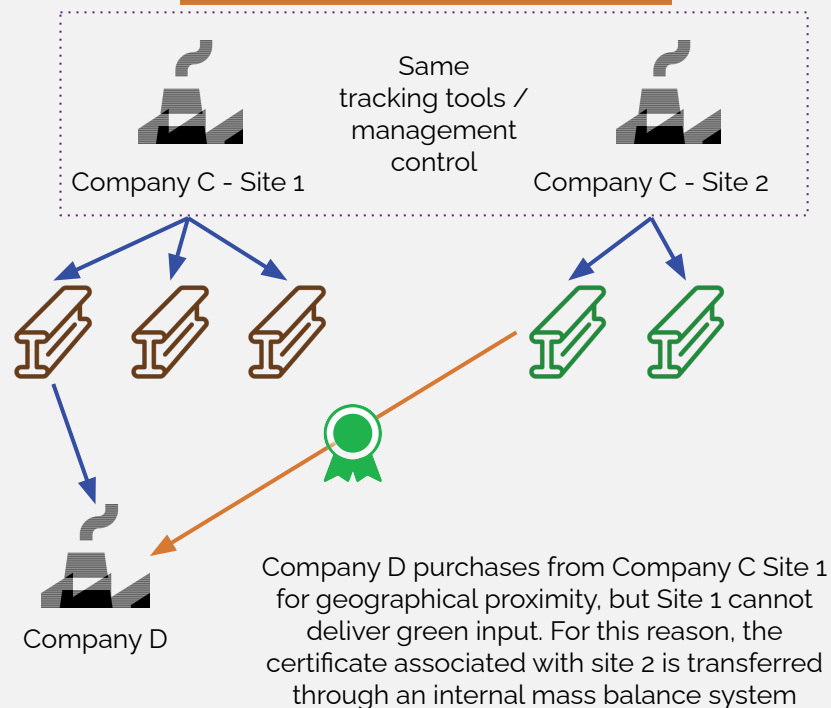 Same
tracking tools /
management
control
Company C - Site 1
Company C - Site 2
Company D
Company D purchases from Company C Site 1
for geographical proximity, but Site 1 cannot
deliver green input. For this reason, the
certificate associated with site 2 is transferred
through an internal mass balance system